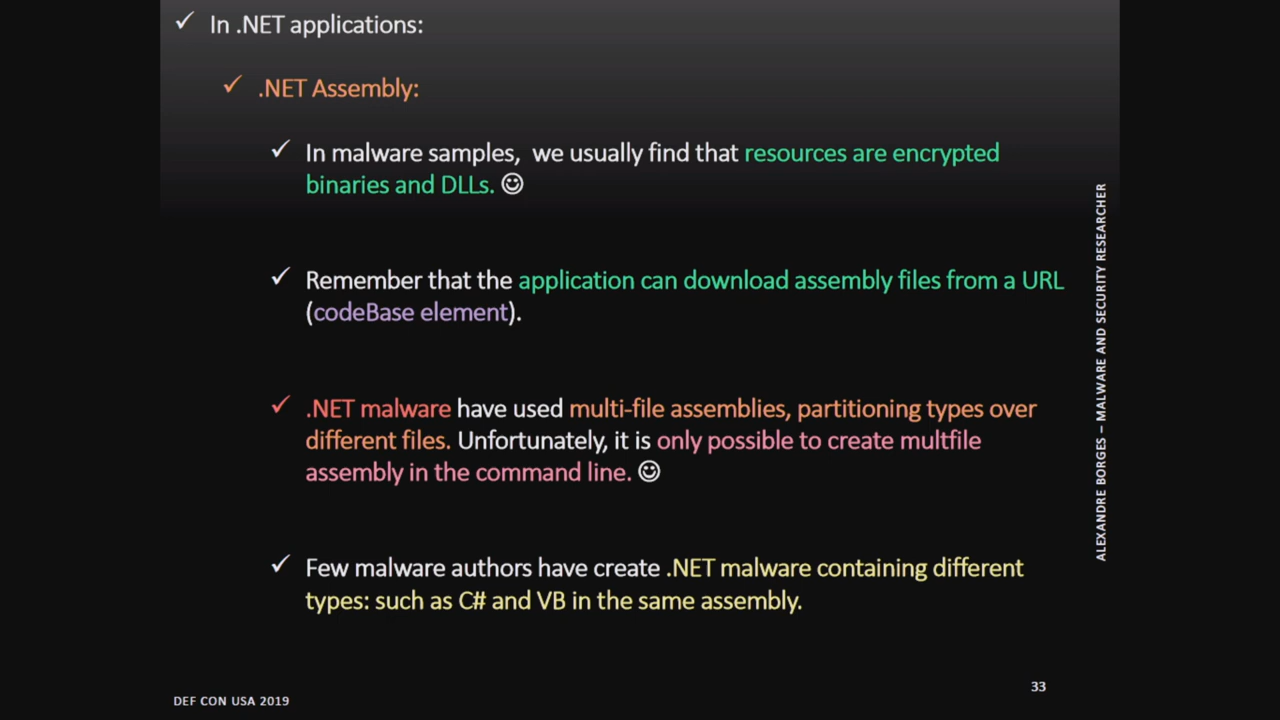 ✓ In .NET applications:
✓ .NET Assembly:
✓ In malware samples, we usually find that resources are encrypted
binaries and DLLs. ☺
✓ Remember that the application can download assembly files from a URL
(codeBase element).
✓ .NET malware have used multi-file assemblies, partitioning types over
different files. Unfortunately, it is only possible to create multfile
assembly in the command line. ☺
✓ Few malware authors have create .NET malware containing different
types: such as C# and VB in the same assembly.
ALEXANDRE BORGES – MALWARE AND SECURITY RESEARCHER
DEF CON USA 2019
33